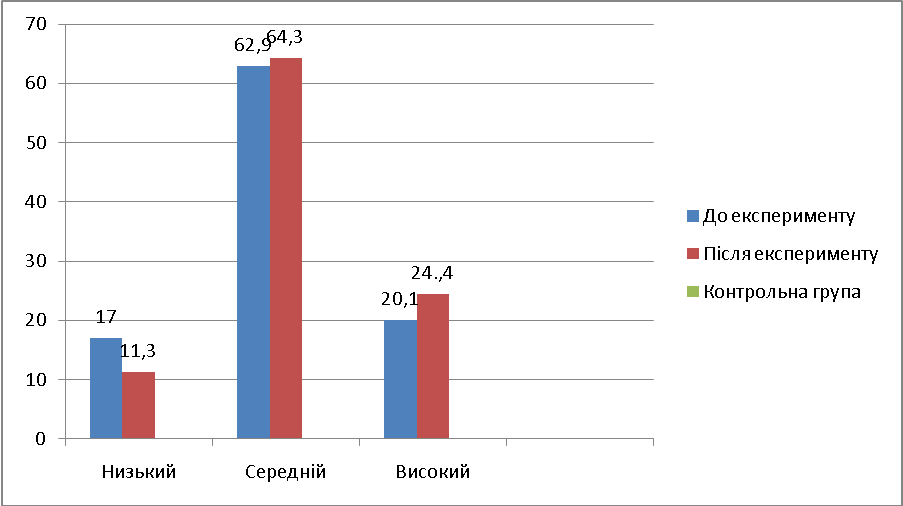 70
60
50
40
30
20
10
0
17
11,3
62,9
64,3
20,1
24.,4
Низький
Середній
Високий
До експерименту
Після експерименту
Контрольна група